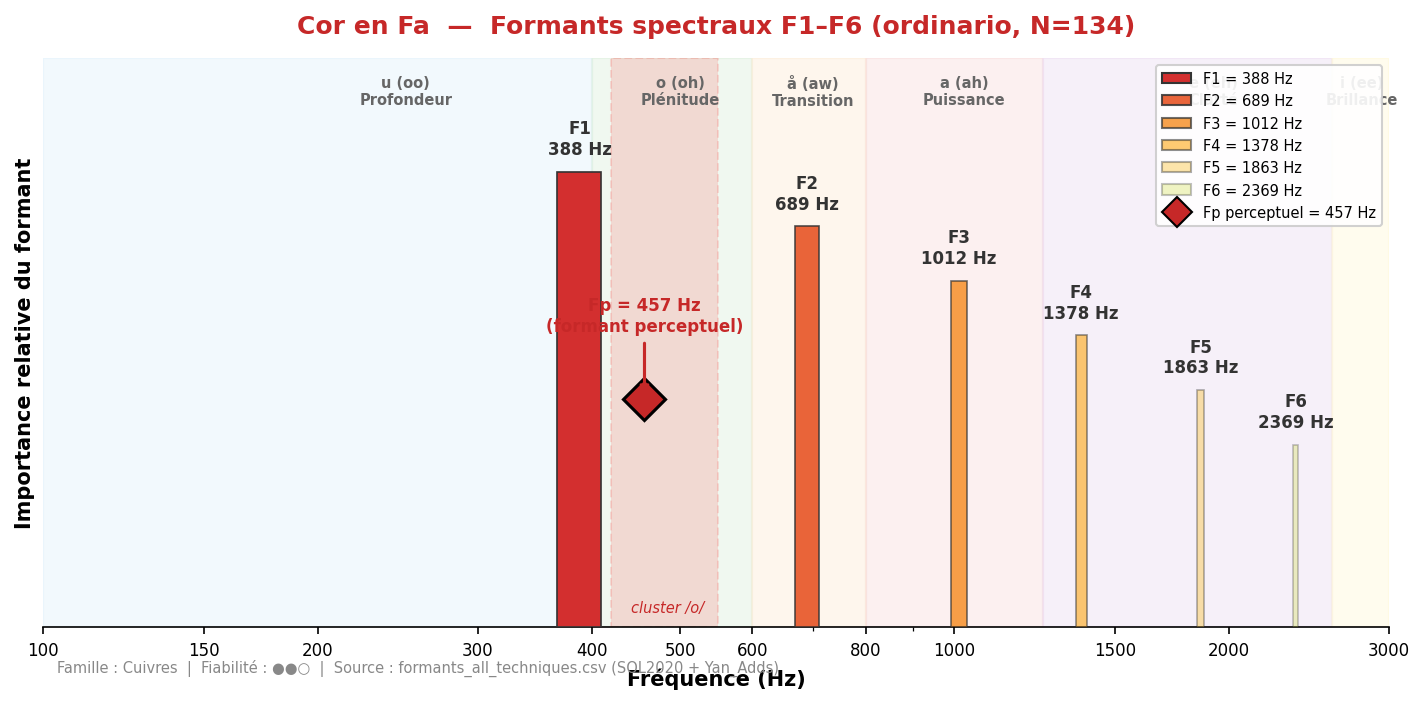 Cor en Fa — Formants spectraux F1–F6 (ordinario, N=134)
u (oo)
Profondeur
o (oh)
Plénitude
å (aw)
Transition
a (ah)
Puissance
i (ee)
Brillance
F1 = 388 Hz
F2 = 689 Hz
F3 = 1012 Hz
F4 = 1378 Hz
F5 = 1863 Hz
F6 = 2369 Hz
Fp perceptuel = 457 Hz
F1
388 Hz
F2
689 Hz
F3
1012 Hz
F4
1378 Hz
F5
1863 Hz
F6
2369 Hz
Fp = 457 Hz
(formant perceptuel)
cluster /o/
Importance relative du formant
100 150 200 300 400 500 600 800 1000 1500 2000 3000
Famille : Cuivres | Fiabilité : ●●○ | Source : formants_all_techniques.csv (SOL2020 + Yan_Adds)
Fréquence (Hz)